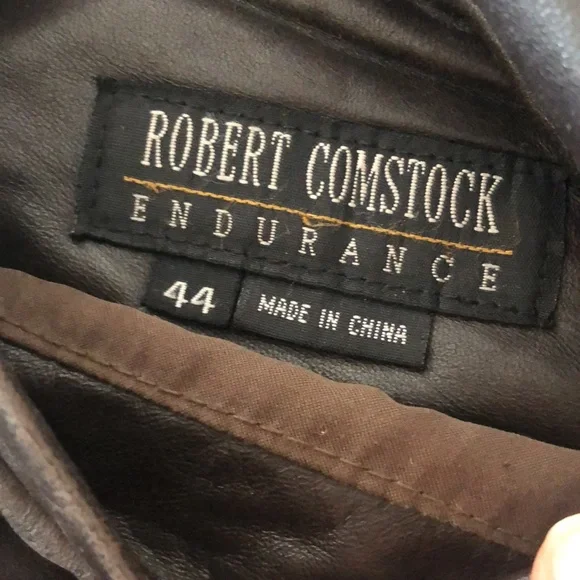 ROBERT COMSTOCK
ENDURANCE
44
MADE IN CHINA